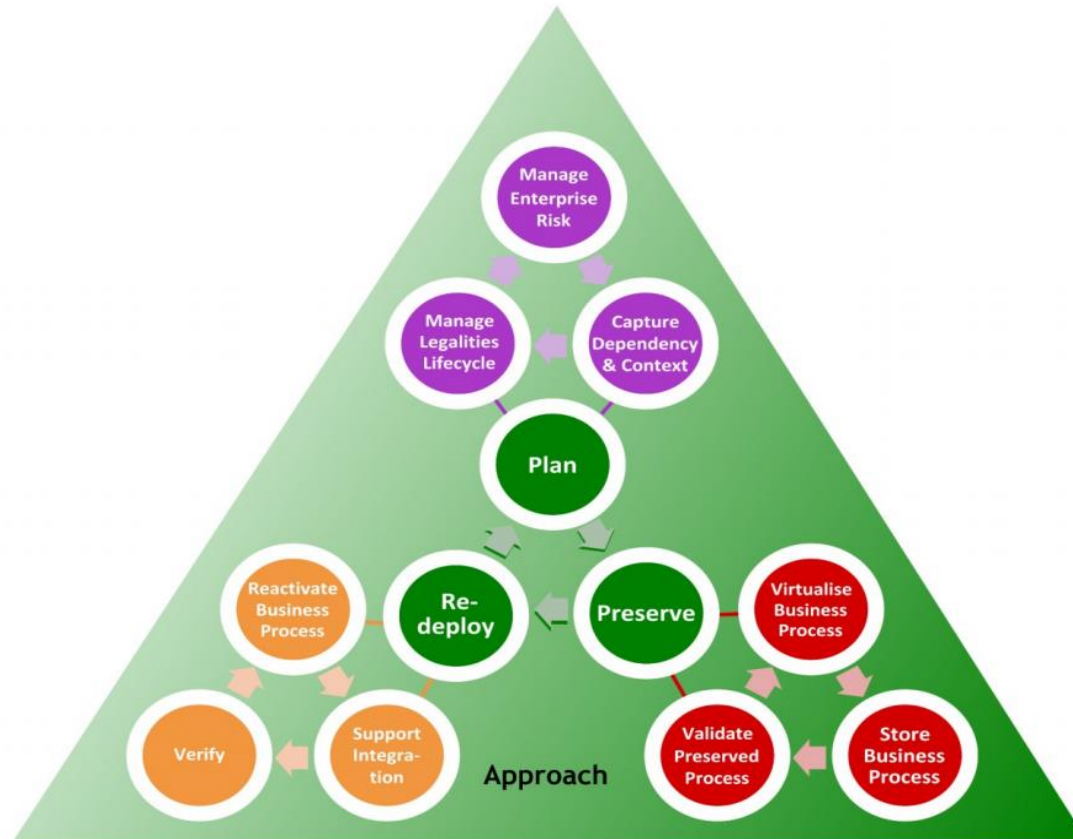 Manage
Enterprise
Risk
Manage
Legalities
Lifecycle
Capture
Dependency
& Context
Plan
Reactivate
Business
Process
Re-
deploy
Preserve
Virtualise
Business
Process
Verify
Support
Integra-
tion
Approach
Validate
Preserved
Process
Store
Business
Process